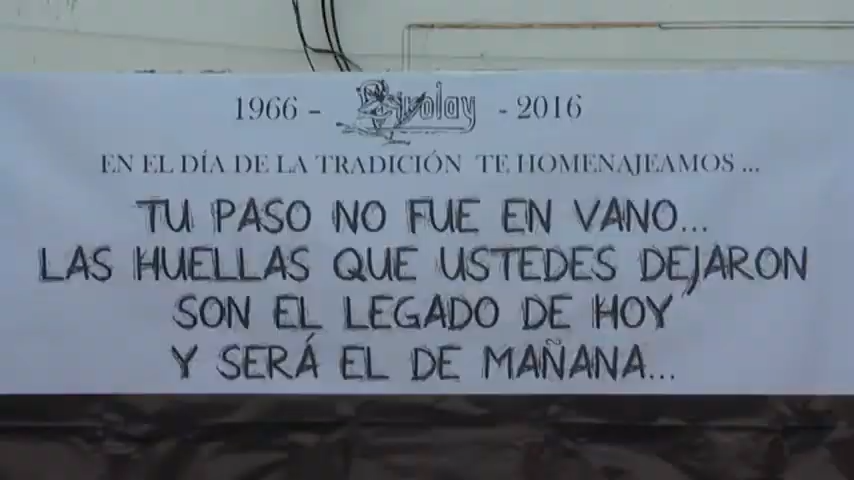 1966 - Sivolay - 2016
EN EL DÍA DE LA TRADICIÓN TE HOMENAJEAMOS ...
TU PASO NO FUE EN VANO...
LAS HUELLAS QUE USTEDES DEJARON
SON EL LEGADO DE HOY
Y SERÁ EL DE MAÑANA...